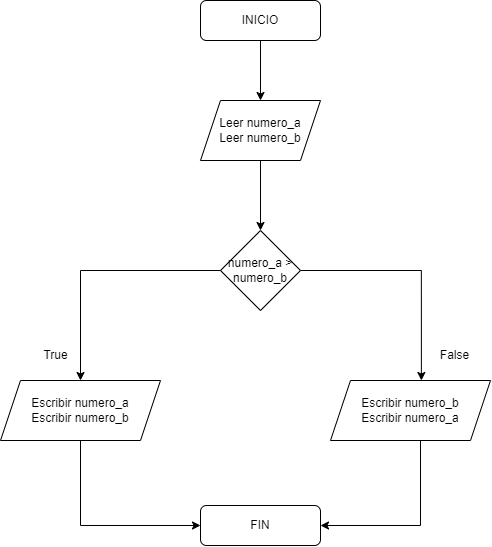 INICIO
Leer numero_a
Leer numero_b
numero_a >
numero_b
True
False
Escribir numero_a
Escribir numero_b
Escribir numero_b
Escribir numero_a
FIN